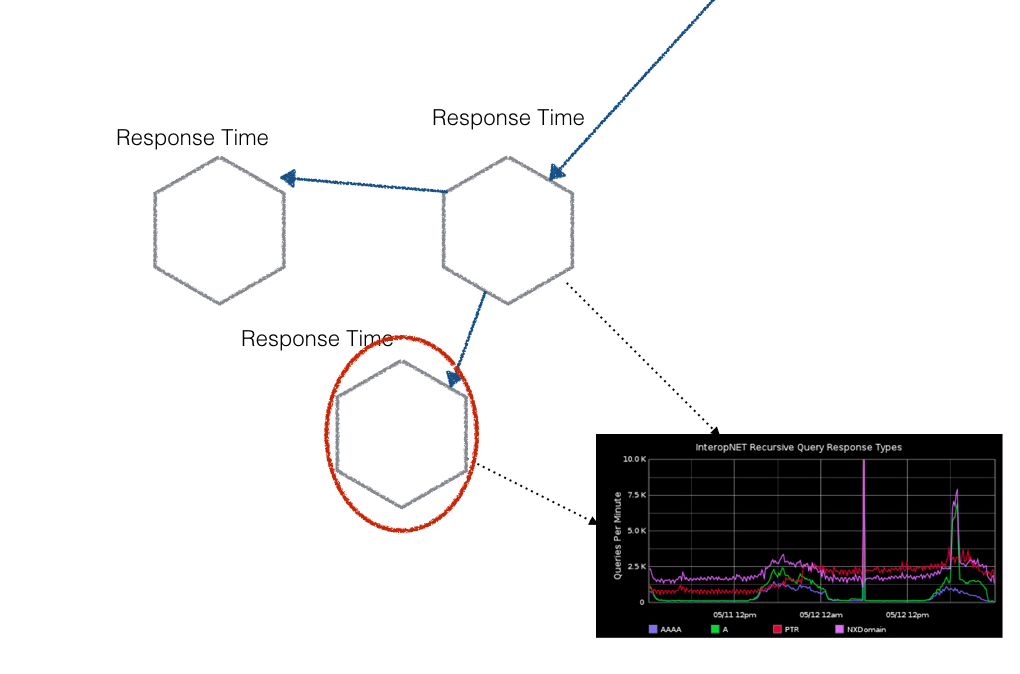 Response Time
Response Time
Response Time
InteropNET Recursive Query Response Types
Queries Per Minute
10.0 K
7.5 K
5.0 K
2.5 K
0
05/11 12pm 05/12 12am 05/12 12pm
AAAA A PTR NXDomain